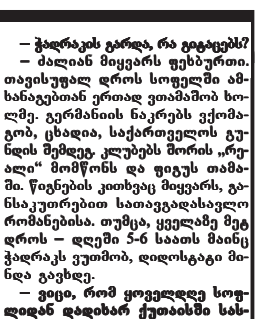 – ჭადრაკის გარდა, რა გიტაცებს?
– ძალიან მიყვარს ფეხბურთი.
თავისუფალ დროს სოფელში ამ-
ხანაგებთან ერთად ვთამაშობ ხო-
ლმე. გერმანიის ნაკრებს ვქომა-
გობ, ცხადია, საქართველოს გუ-
ნდის შემდეგ. კლუბებს შორის „რე-
ალი“ მომწონს და ფიგუს თამა-
ში. წიგნების კითხვაც მიყვარს, გა-
ნსაკუთრებით სათავგადასავლო
რომანებისა. თუმცა, ყველაზე მეტ
დროს – დღეში 5-6 საათს მაინც
ჭადრაკს ვუთმობ, დიდოსტატი მი-
ნდა გავხდე.
– ვიცი, რომ ყოველდღე სოფ-
ლიდან დადიხარ ქუთაისში სას-